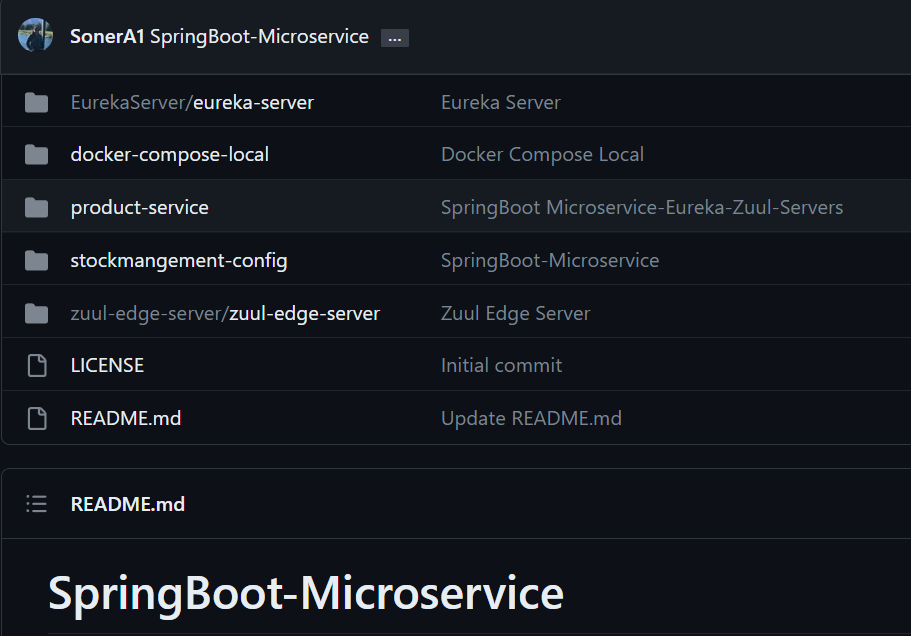 SonerA1 SpringBoot-Microservice ...
EurekaServer/eureka-server Eureka Server
docker-compose-local Docker Compose Local
product-service SpringBoot Microservice-Eureka-Zuul-Servers
stockmangement-config SpringBoot-Microservice
zuul-edge-server/zuul-edge-server Zuul Edge Server
LICENSE Initial commit
README.md Update README.md
README.md
SpringBoot-Microservice